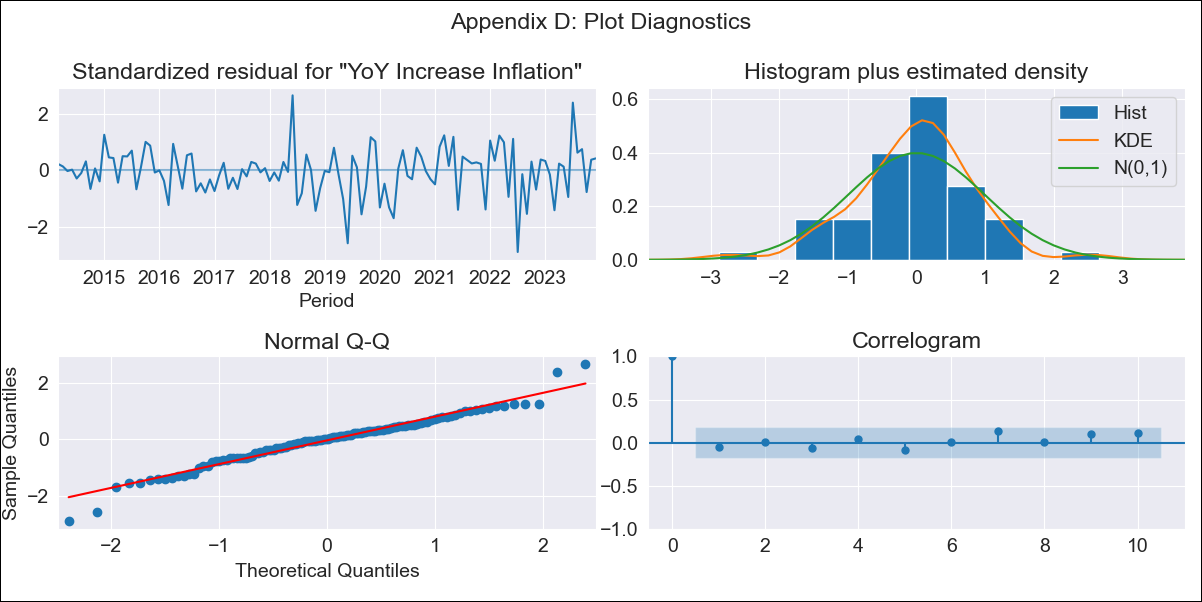 Appendix D: Plot Diagnostics
Standardized residual for "YoY Increase Inflation"
2
0
−2
2015 2016 2017 2018 2019 2020 2021 2022 2023
Period
Histogram plus estimated density
0.6
0.4
0.2
0.0
−3 −2 −1 0 1 2 3
Hist
KDE
N(0,1)
Normal Q-Q
Sample Quantiles
2
0
−2
−2 −1 0 1 2
Theoretical Quantiles
Correlogram
1.0
0.5
0.0
−0.5
−1.0
0 2 4 6 8 10